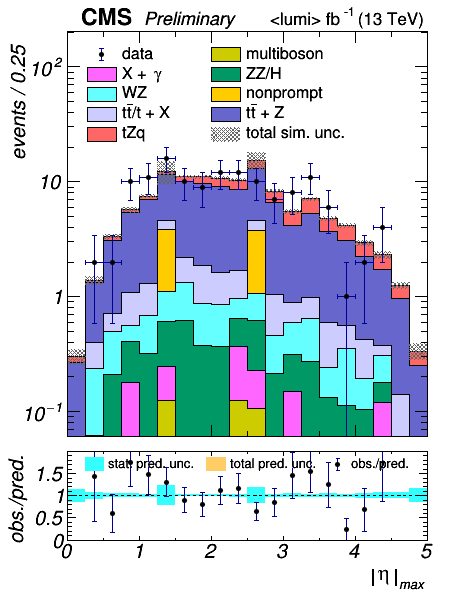 CMS Preliminary <lumi> fb⁻¹ (13 TeV)
events / 0.25
10²
10
1
10⁻¹
data
X + γ
WZ
tt̄/t + X
tZq
multiboson
ZZ/H
nonprompt
tt̄ + Z
total sim. unc.
obs./pred.
1.5
1
0.5
0
stat pred. unc. total pred. unc. obs./pred.
0 1 2 3 4 5
|η|max